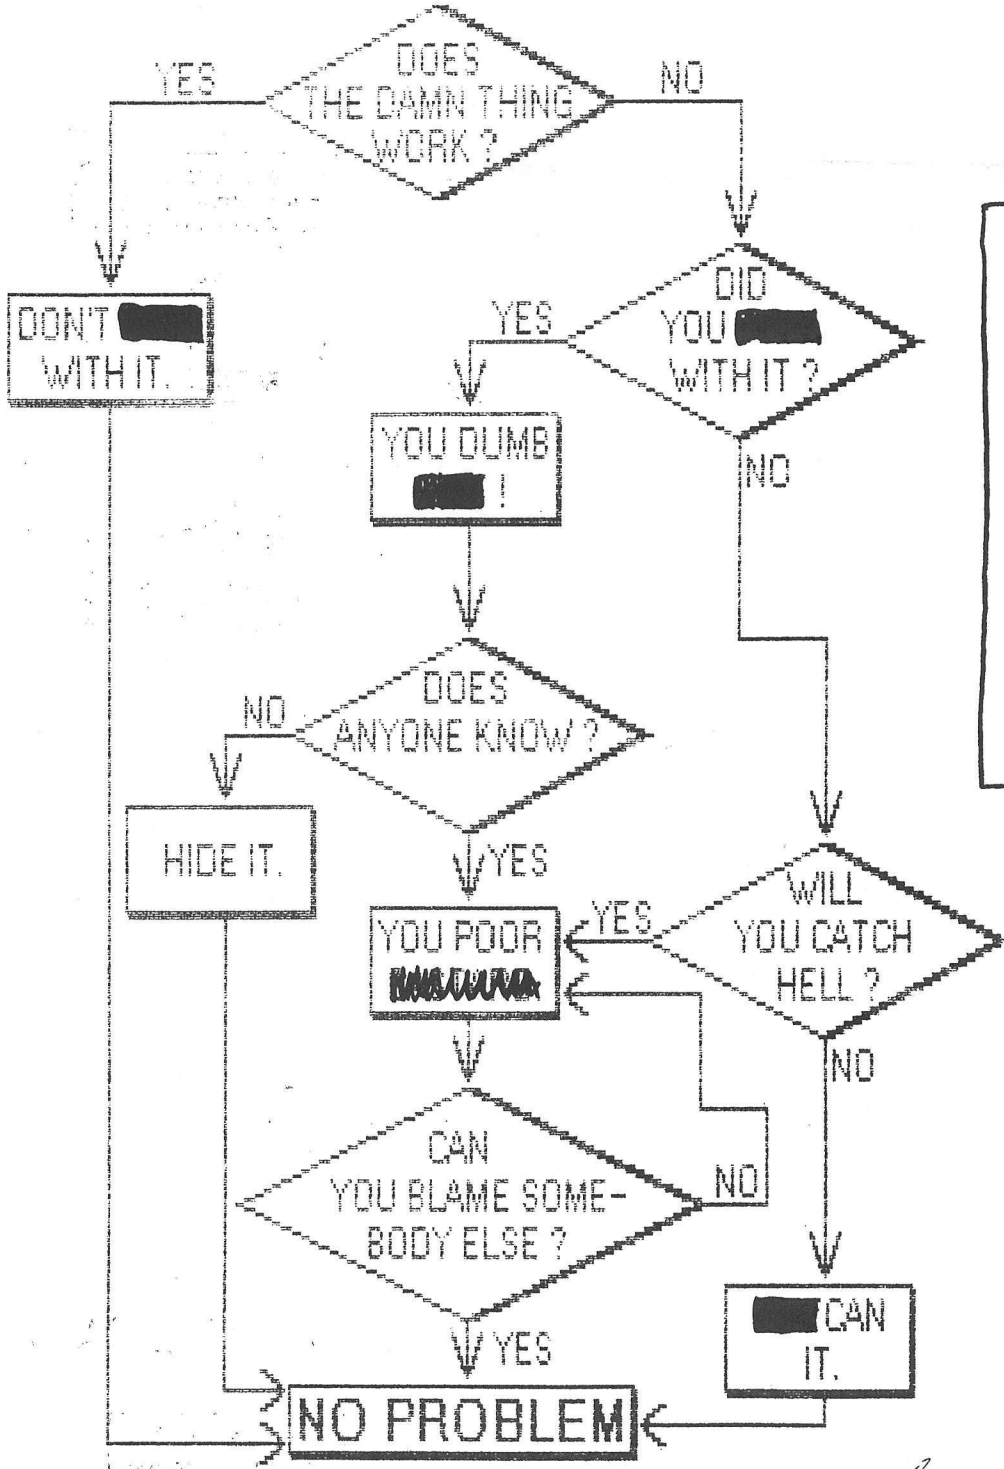 DOES
THE DAMN THING
WORK ?
YES
NO
DON'T
WITH IT.
DID
YOU
WITH IT ?
YES
NO
YOU DUMB
!
DOES
ANYONE KNOW ?
NO
YES
HIDE IT.
WILL
YOU CATCH
HELL ?
YES
NO
YOU POOR
CAN
YOU BLAME SOME-
BODY ELSE ?
NO
YES
CAN
IT.
NO PROBLEM